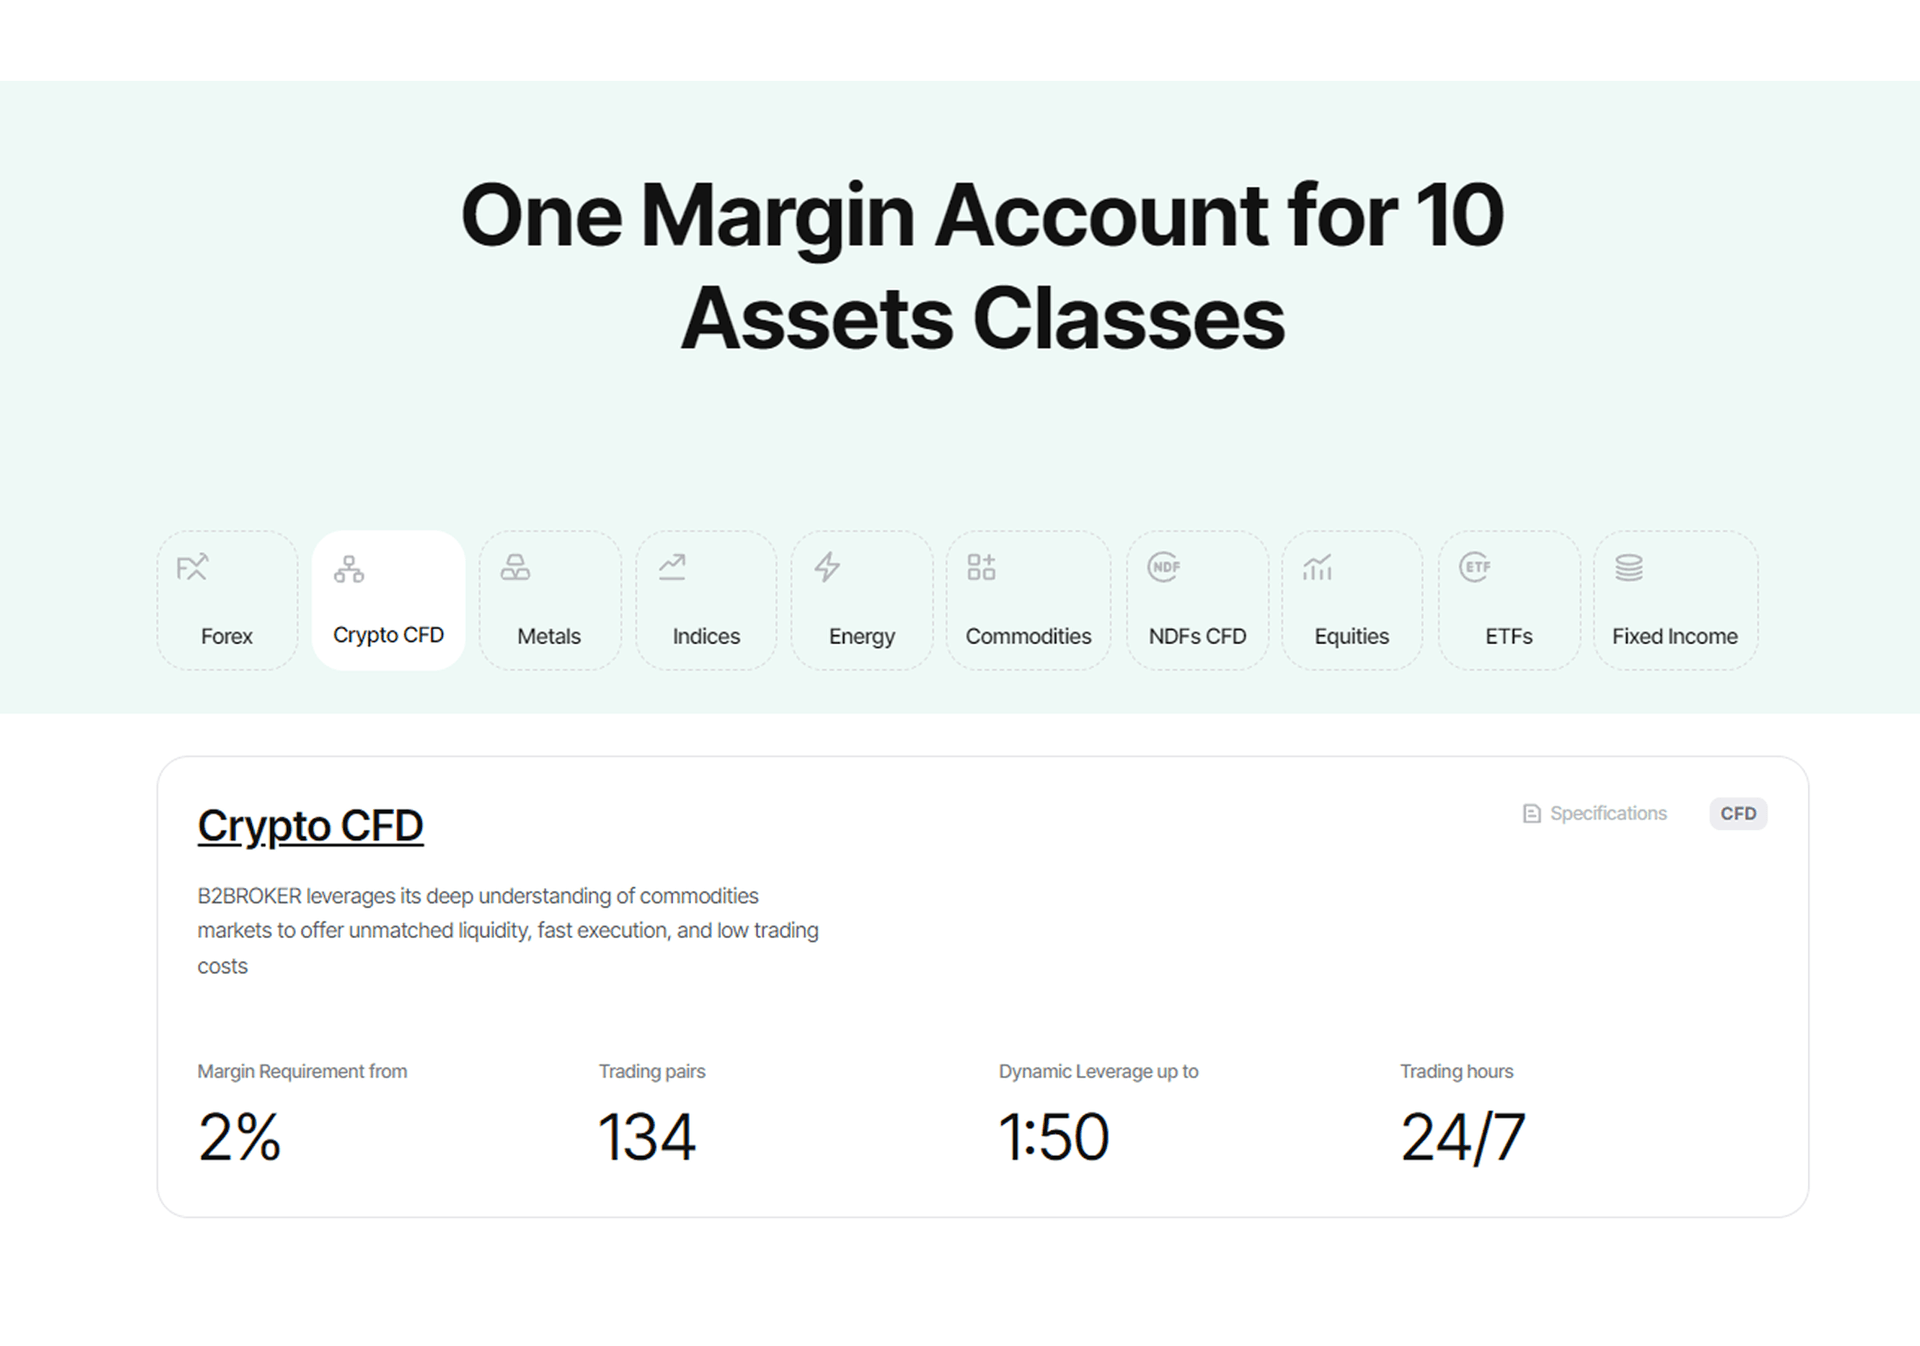 One Margin Account for 10
Assets Classes
FX
NDF
ETF
Forex
Crypto CFD
Metals
Indices
Energy
Commodities
NDFs CFD
Equities
ETFs
Fixed Income
Crypto CFD
Specifications
CFD
B2BROKER leverages its deep understanding of commodities
markets to offer unmatched liquidity, fast execution, and low trading
costs
Margin Requirement from
Trading pairs
Dynamic Leverage up to
Trading hours
2%
134
1:50
24/7